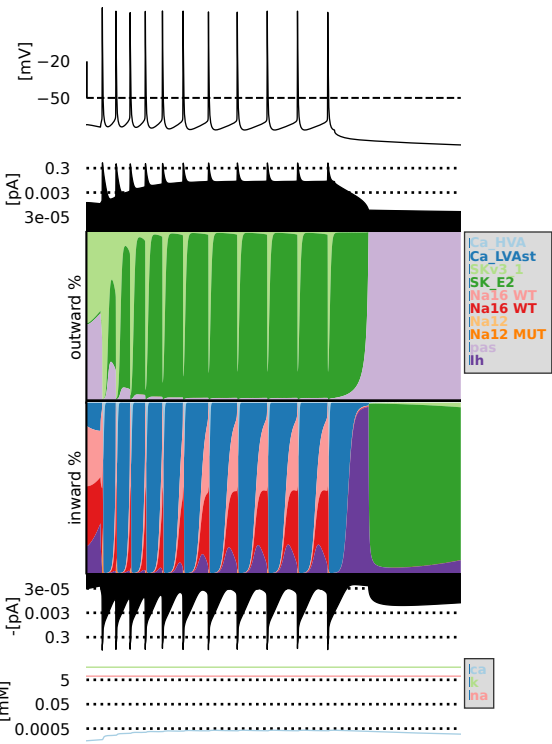 [mV]
−20
−50
[pA]
0.3
0.003
3e-05
outward %
Ca_HVA
Ca_LVAst
SKv3_1
SK_E2
Na16 WT
Na16 WT
Na12
Na12 MUT
pas
Ih
inward %
-[pA]
3e-05
0.003
0.3
[mM]
5
0.05
0.0005
ca
k
na